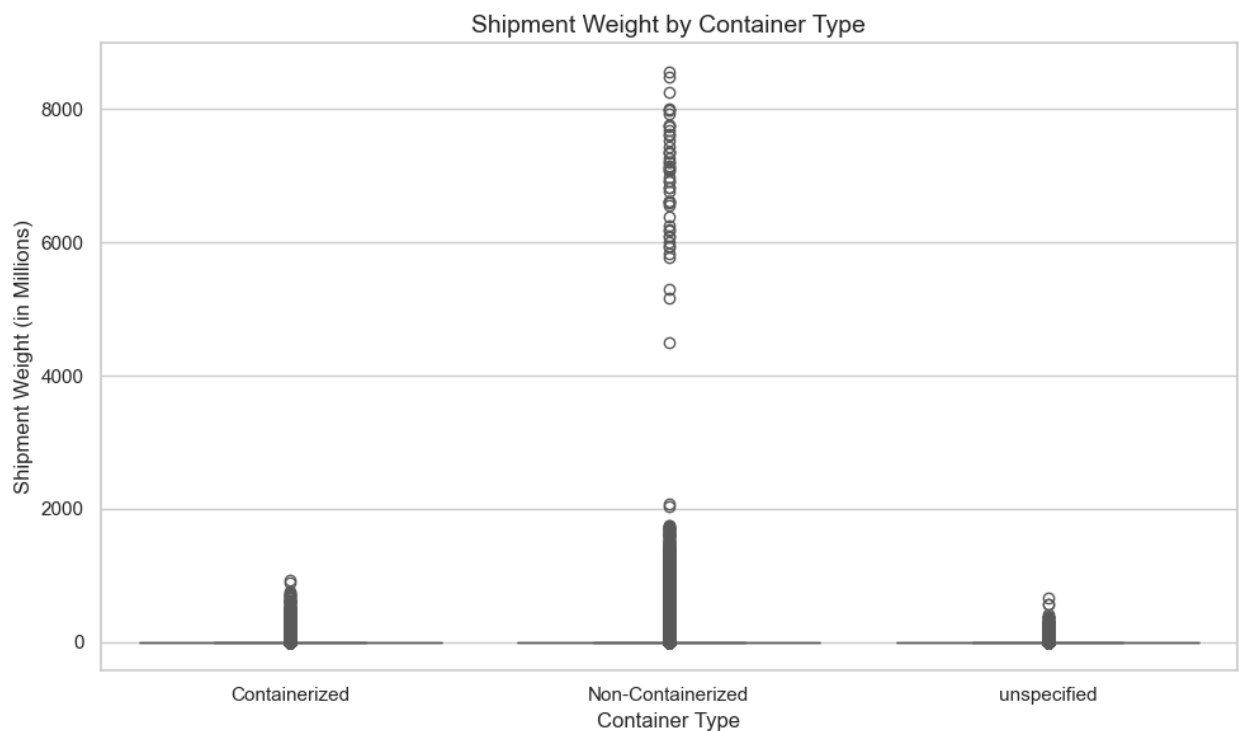 Shipment Weight by Container Type
Shipment Weight (in Millions)
8000
6000
4000
2000
0
Containerized
Non-Containerized
unspecified
Container Type